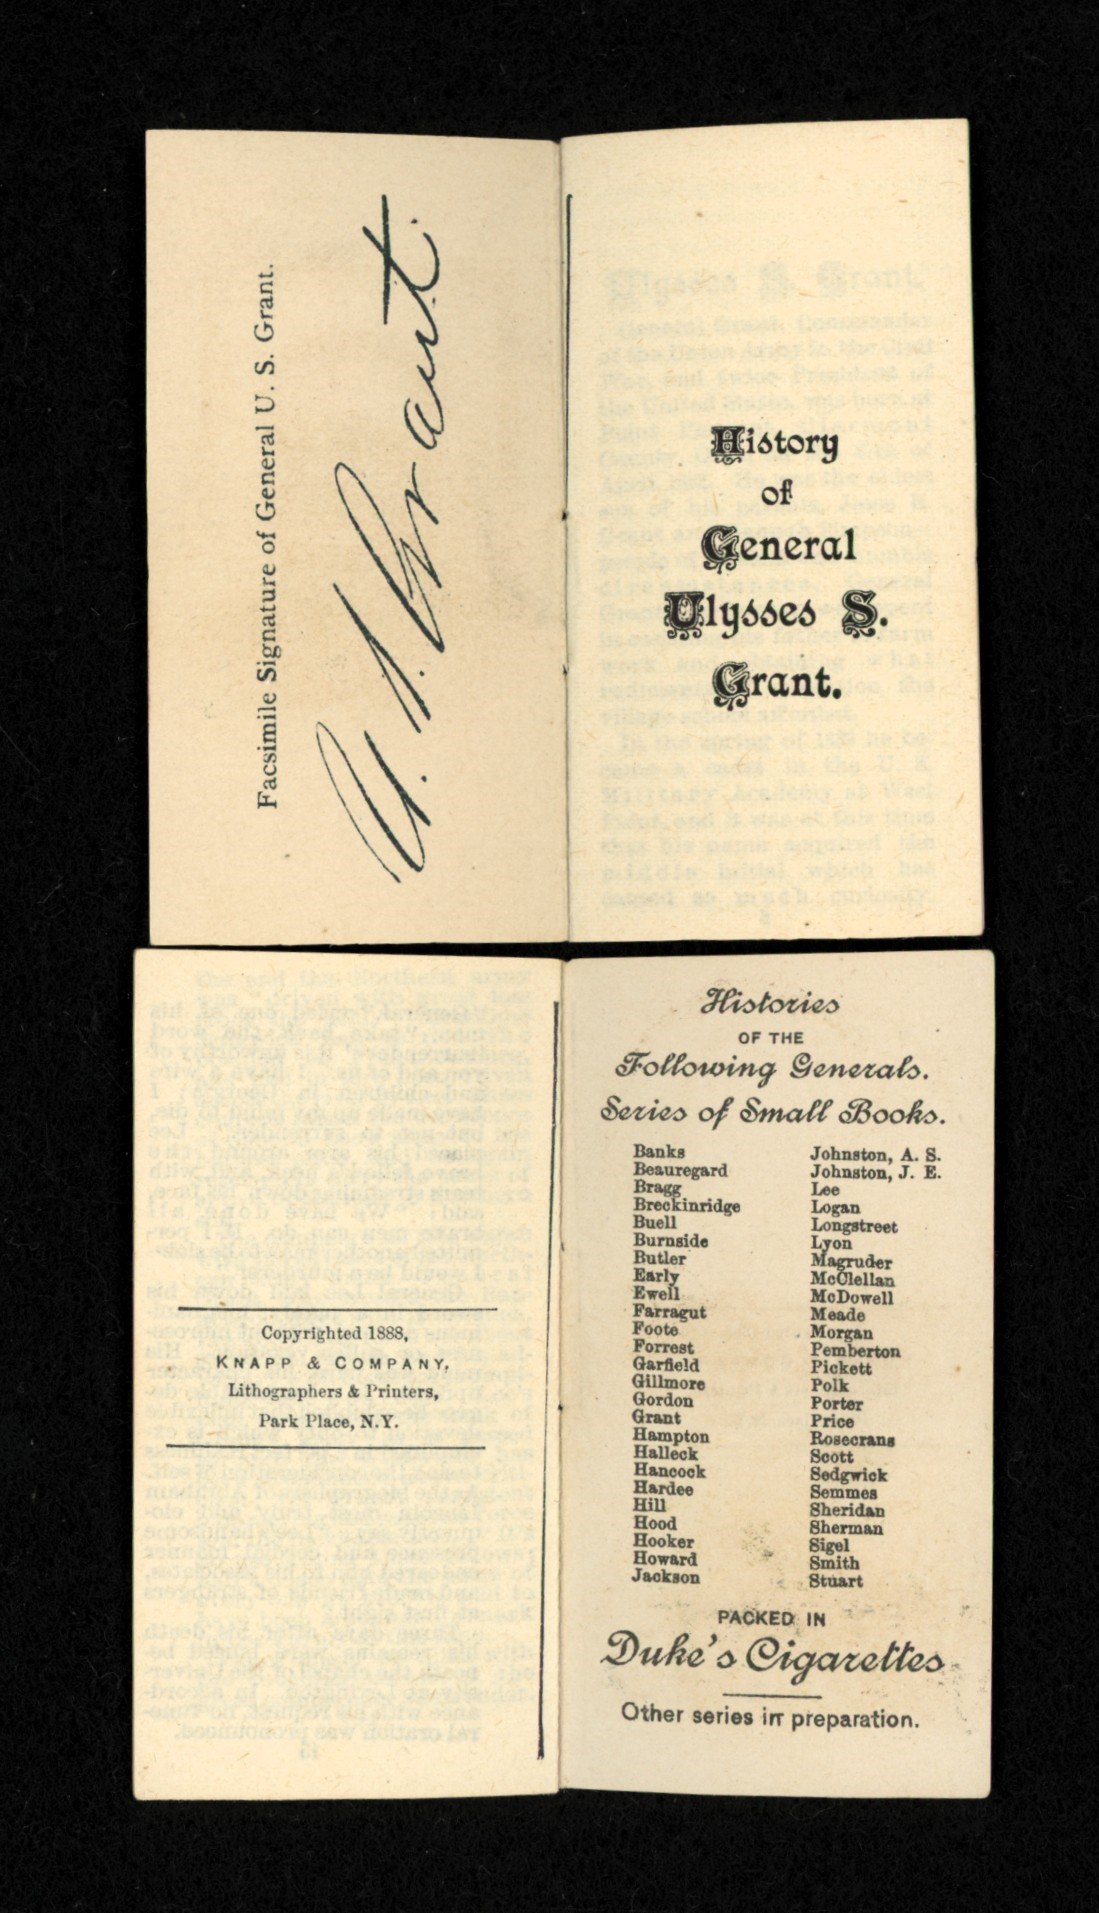 Facsimile Signature of General U. S. Grant.
U. S. Grant.
History
of
General
Ulysses S.
Grant.
Copyrighted 1888,
KNAPP & COMPANY,
Lithographers & Printers,
Park Place, N.Y.
Histories
OF THE
Following Generals.
Series of Small Books.
Banks
Beauregard
Bragg
Breckinridge
Buell
Burnside
Butler
Early
Ewell
Farragut
Foote
Forrest
Garfield
Gillmore
Gordon
Grant
Hampton
Halleck
Hancock
Hardee
Hill
Hood
Hooker
Howard
Jackson
Johnston, A. S.
Johnston, J. E.
Lee
Logan
Longstreet
Lyon
Magruder
McClellan
McDowell
Meade
Morgan
Pemberton
Pickett
Polk
Porter
Price
Rosecrans
Scott
Sedgwick
Semmes
Sheridan
Sherman
Sigel
Smith
Stuart
PACKED IN
Duke's Cigarettes
Other series in preparation.